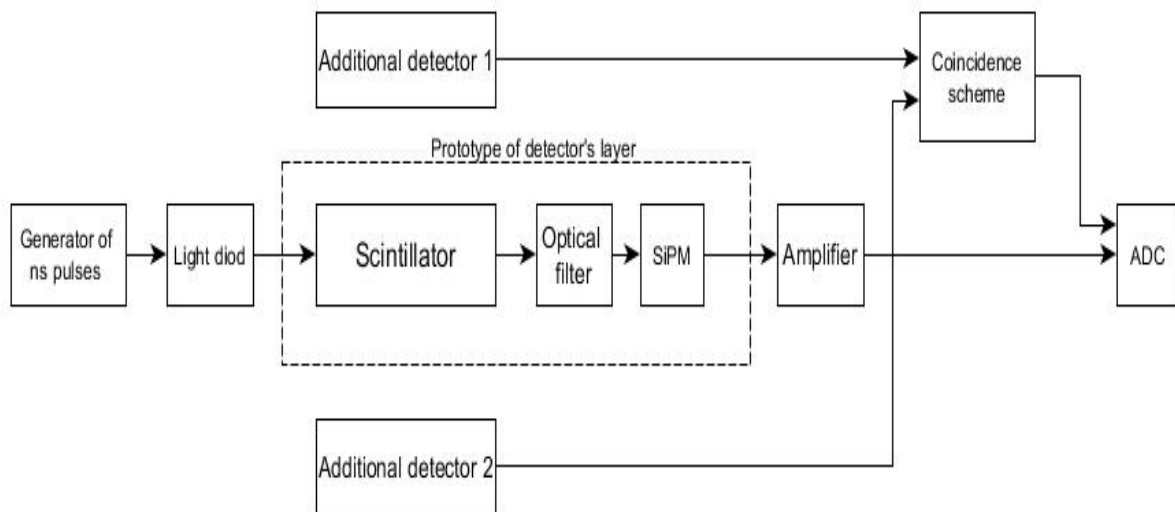 Additional detector 1
Coincidence
scheme
Prototype of detector's layer
Generator of
ns pulses
Light diod
Scintillator
Optical
filter
SiPM
Amplifier
ADC
Additional detector 2